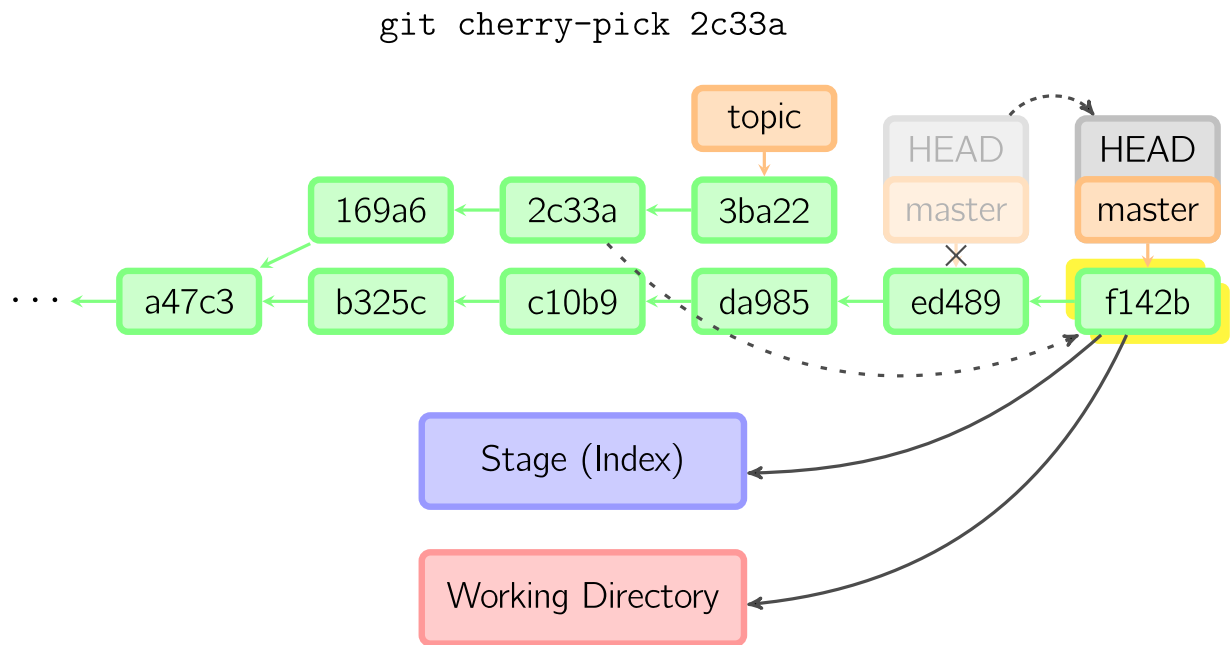 git cherry-pick 2c33a
topic
HEAD
HEAD
169a6
2c33a
3ba22
master
master
...
a47c3
b325c
c10b9
da985
ed489
f142b
Stage (Index)
Working Directory